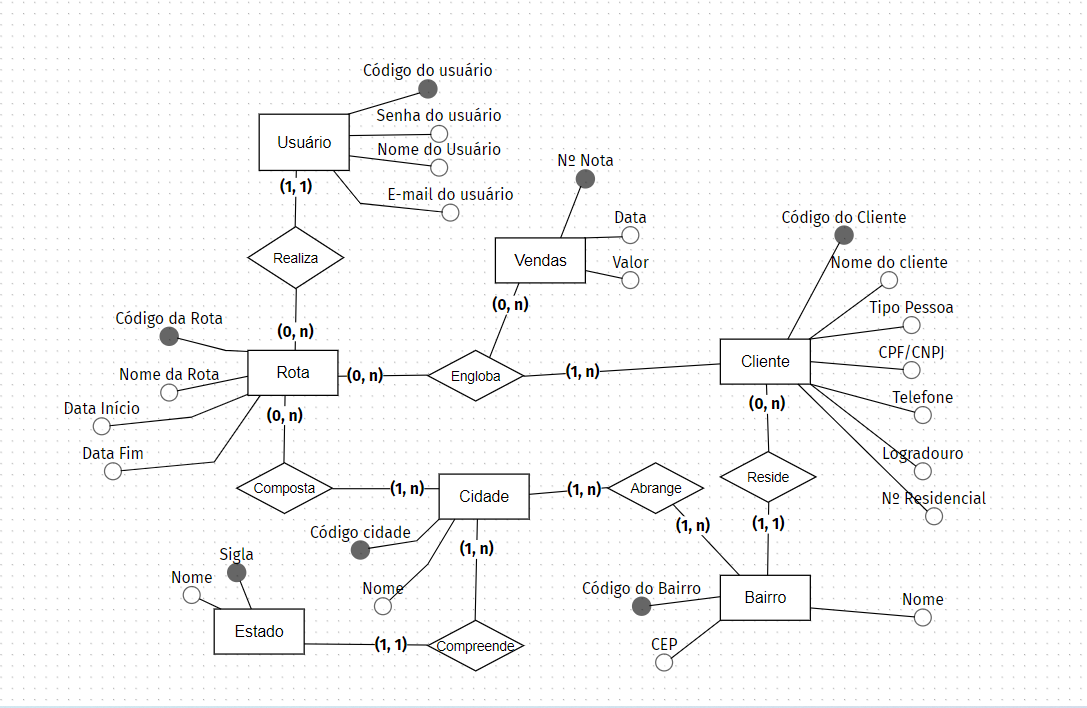 Código do usuário
Senha do usuário
Usuário
Nome do Usuário
Nº Nota
(1, 1)
E-mail do usuário
Data
Código do Cliente
Realiza
Vendas
Valor
Nome do cliente
(0, n)
Tipo Pessoa
Código da Rota
(0, n)
CPF/CNPJ
Cliente
Nome da Rota
Rota
(0, n)
Engloba
(1, n)
Telefone
Data Início
(0, n)
(0, n)
Data Fim
Logradouro
Composta
(1, n)
Cidade
(1, n)
Abrange
Reside
Nº Residencial
Código cidade
(1, n)
(1, 1)
Sigla
(1, n)
Nome
Nome
Código do Bairro
Bairro
Nome
Estado
(1, 1)
Compreende
CEP